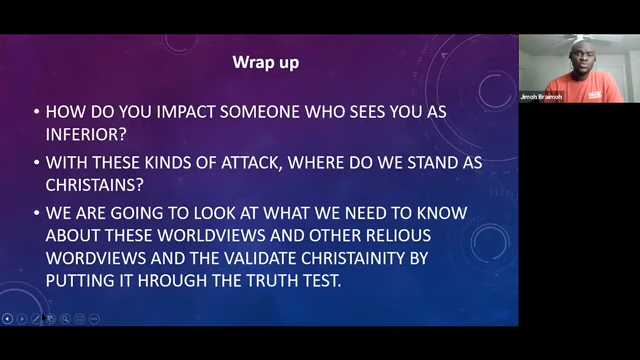 Wrap up
• HOW DO YOU IMPACT SOMEONE WHO SEES YOU AS
INFERIOR?
• WITH THESE KINDS OF ATTACK, WHERE DO WE STAND AS
CHRISTAINS?
• WE ARE GOING TO LOOK AT WHAT WE NEED TO KNOW
ABOUT THESE WORLDVIEWS AND OTHER RELIOUS
WORDVIEWS AND THE VALIDATE CHRISTAINITY BY
PUTTING IT HROUGH THE TRUTH TEST.
Jimoh Braimoh